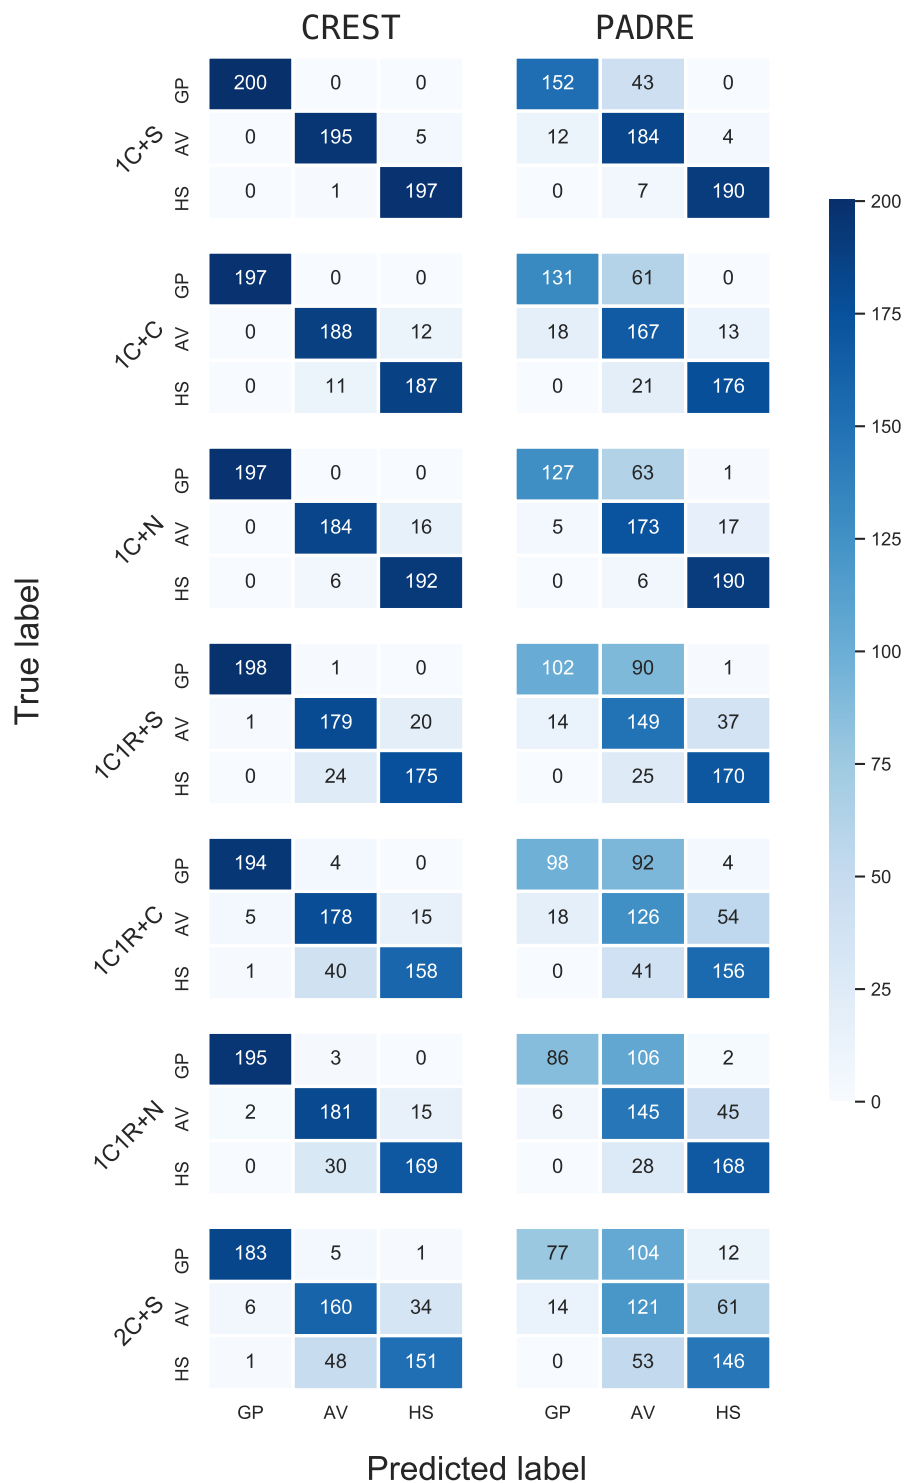 CREST PADRE
GP 200 0 0 152 43 0
1C+S AV 0 195 5 12 184 4
HS 0 1 197 0 7 190
GP 197 0 0 131 61 0
1C+C AV 0 188 12 18 167 13
HS 0 11 187 0 21 176
GP 197 0 0 127 63 1
1C+N AV 0 184 16 5 173 17
HS 0 6 192 0 6 190
GP 198 1 0 102 90 1
1C1R+S AV 1 179 20 14 149 37
HS 0 24 175 0 25 170
GP 194 4 0 98 92 4
1C1R+C AV 5 178 15 18 126 54
HS 1 40 158 0 41 156
GP 195 3 0 86 106 2
1C1R+N AV 2 181 15 6 145 45
HS 0 30 169 0 28 168
GP 183 5 1 77 104 12
2C+S AV 6 160 34 14 121 61
HS 1 48 151 0 53 146
GP AV HS GP AV HS
Predicted label
True label
200
175
150
125
100
75
50
25
0